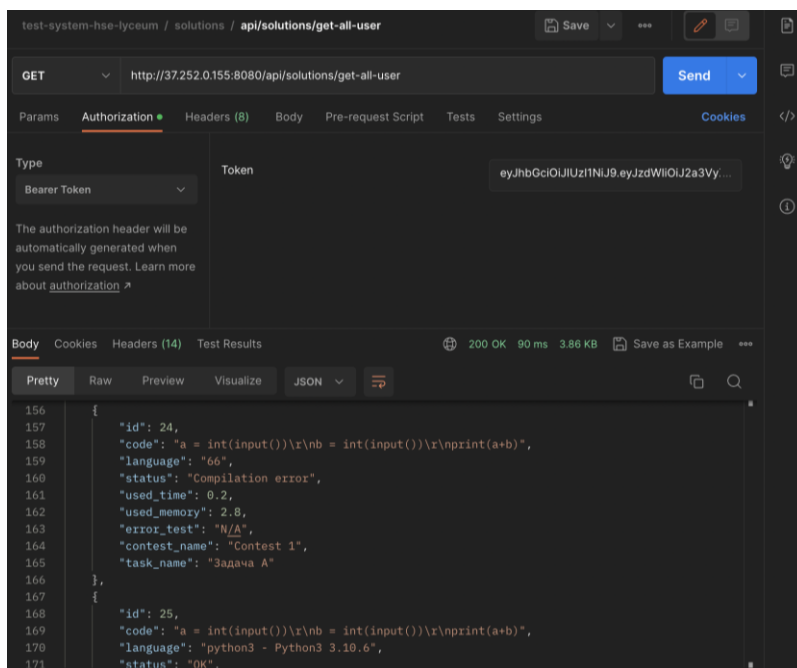 test-system-hse-lyceum / solutions / api/solutions/get-all-user
Save
GET
http://37.252.0.155:8080/api/solutions/get-all-user
Send
Params Authorization Headers (8) Body Pre-request Script Tests Settings Cookies
Type
Bearer Token
The authorization header will be
automatically generated when
you send the request. Learn more
about authorization ↗
Token
eyJhbGciOiJIUzI1NiJ9.eyJzdWIiOiJ2a3Vy...
Body Cookies Headers (14) Test Results
200 OK 90 ms 3.86 KB Save as Example
Pretty Raw Preview Visualize JSON
156 {
157 "id": 24,
158 "code": "a = int(input())\r\nb = int(input())\r\nprint(a+b)",
159 "language": "66",
160 "status": "Compilation error",
161 "used_time": 0.2,
162 "used_memory": 2.8,
163 "error_test": "N/A",
164 "contest_name": "Contest 1",
165 "task_name": "Задача A"
166 },
167 {
168 "id": 25,
169 "code": "a = int(input())\r\nb = int(input())\r\nprint(a+b)",
170 "language": "python3 - Python3 3.10.6",
171 "status": "OK",